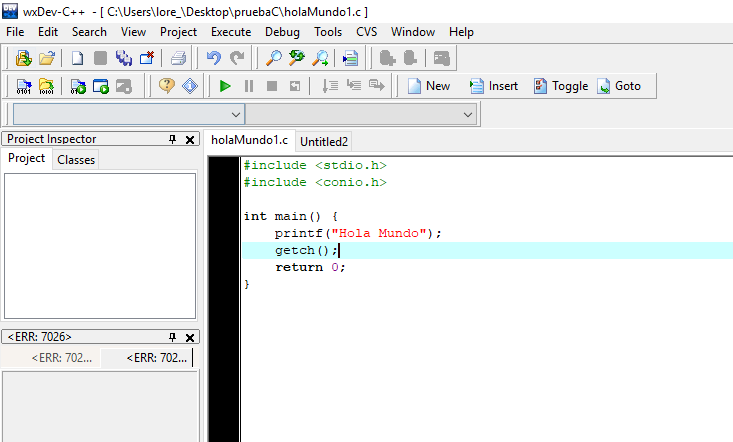 wxDev-C++ - [ C:\Users\lore_\Desktop\pruebaC\holaMundo1.c ]
File Edit Search View Project Execute Debug Tools CVS Window Help
New Insert Toggle Goto
Project Inspector
Project Classes
<ERR: 7026>
<ERR: 702... <ERR: 702...
holaMundo1.c Untitled2
#include <stdio.h>
#include <conio.h>
int main() {
printf("Hola Mundo");
getch();
return 0;
}